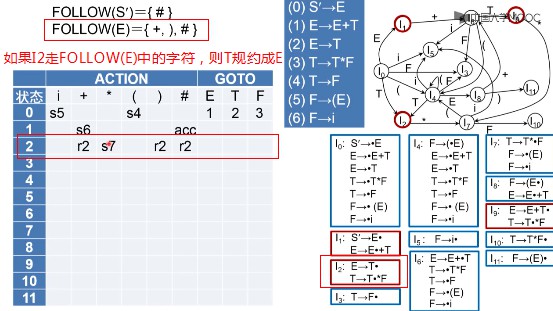 FOLLOW(S′)={ # }
FOLLOW(E)={ +, ), # }
如果I2走FOLLOW(E)中的字符，则T规约成E
ACTION GOTO
状态 i + * ( ) # E T F
0 s5 s4 1 2 3
1 s6 acc
2 r2 s7 r2 r2
3
4
5
6
7
8
9
10
11
(0) S′→E
(1) E→E+T
(2) E→T
(3) T→T*F
(4) T→F
(5) F→(E)
(6) F→i
I0: S′→•E
E→•E+T
E→•T
T→•T*F
T→•F
F→•(E)
F→•i
I1: S′→E•
E→E•+T
I2: E→T•
T→T•*F
I3: T→F•
I4: F→(•E)
E→•E+T
E→•T
T→•T*F
T→•F
F→•(E)
F→•i
I5: F→i•
I6: E→E+•T
T→•T*F
T→•F
F→•(E)
F→•i
I7: T→T*•F
F→•(E)
F→•i
I8: F→(E•)
E→E•+T
I9: E→E+T•
T→T•*F
I10: T→T*F•
I11: F→(E)•